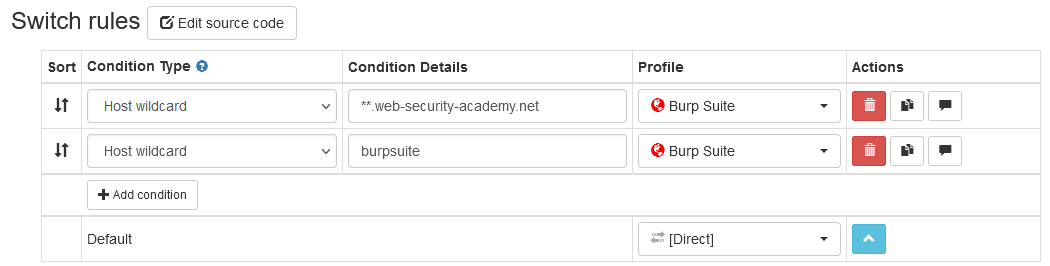 Switch rules Edit source code
Sort Condition Type ? Condition Details Profile Actions
Host wildcard **.web-security-academy.net Burp Suite
Host wildcard burpsuite Burp Suite
Add condition
Default [Direct]